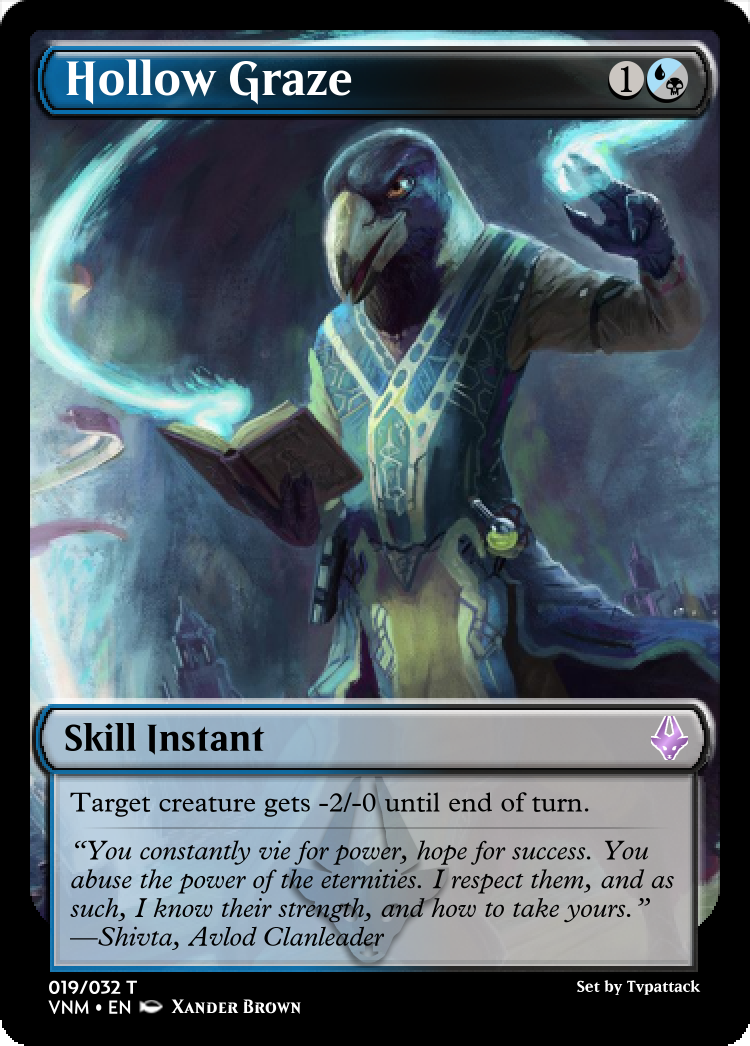 Hollow Graze
1
Skill Instant
Target creature gets -2/-0 until end of turn.
“You constantly vie for power, hope for success. You
abuse the power of the eternities. I respect them, and as
such, I know their strength, and how to take yours.”
—Shivta, Avlod Clanleader
019/032 T
Set by Tvpattack
VNM • EN Xander Brown